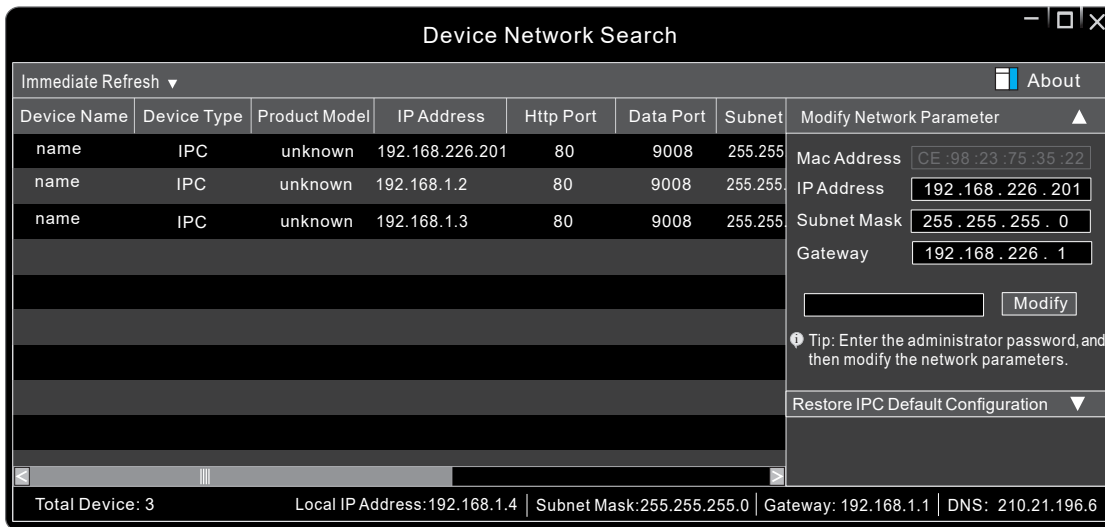 Device Network Search
Immediate Refresh ▼
About
Device Name Device Type Product Model IP Address Http Port Data Port Subnet
name IPC unknown 192.168.226.201 80 9008 255.255
name IPC unknown 192.168.1.2 80 9008 255.255.
name IPC unknown 192.168.1.3 80 9008 255.255.
Modify Network Parameter ▲
Mac Address CE :98 :23 :75 :35 :22
IP Address 192 .168 . 226 . 201
Subnet Mask 255 . 255 . 255 . 0
Gateway 192 .168 . 226 . 1
Modify
Tip: Enter the administrator password, and
then modify the network parameters.
Restore IPC Default Configuration ▼
Total Device: 3 Local IP Address:192.168.1.4 Subnet Mask:255.255.255.0 Gateway: 192.168.1.1 DNS: 210.21.196.6